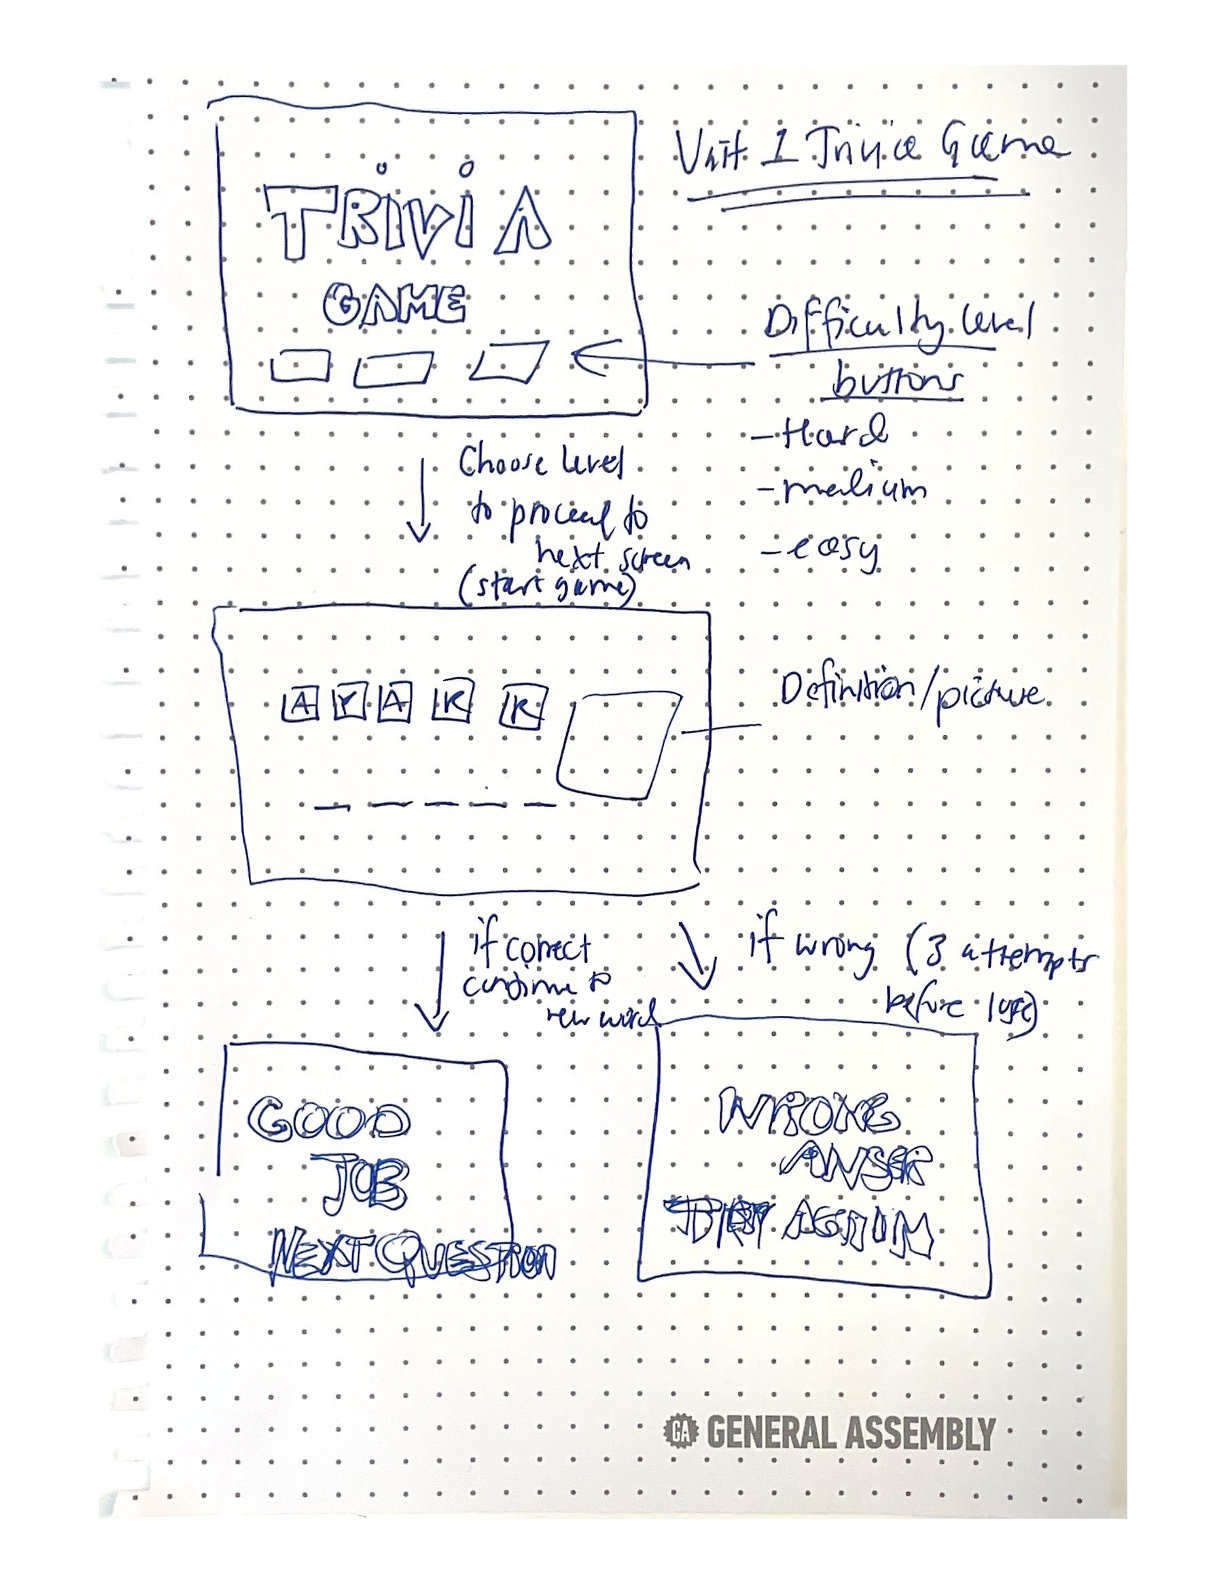 Unit 1 Trivia Game
TRiViA
GAME
Difficulty level
buttons
- Hard
- medium
- easy
Choose level
to proceed to
next screen
(start game)
A Y A K K
Definition/picture
if correct
continue to
new word
if wrong (3 attempts
before
GOOD
JOB
NEXT QUESTION
WRONG
ANSER
TRY AGAIN
GA GENERAL ASSEMBLY